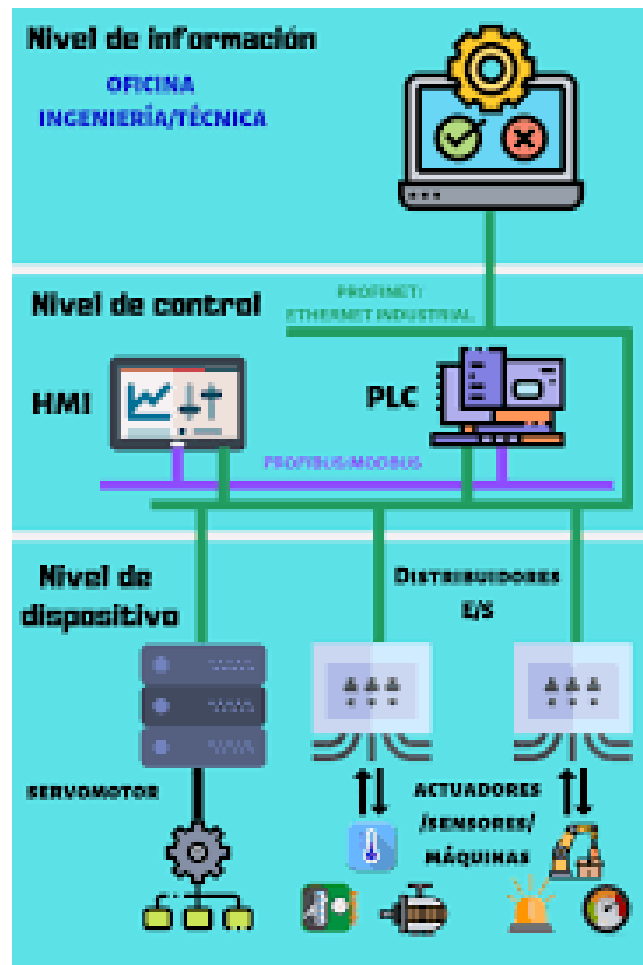 Nivel de información
OFICINA
INGENIERÍA/TÉCNICA
Nivel de control
PROFINET/
ETHERNET INDUSTRIAL
HMI
PLC
PROFIBUS/MODBUS
Nivel de
dispositivo
DISTRIBUIDORES
E/S
SERVOMOTOR
ACTUADORES
/SENSORES/
MÁQUINAS